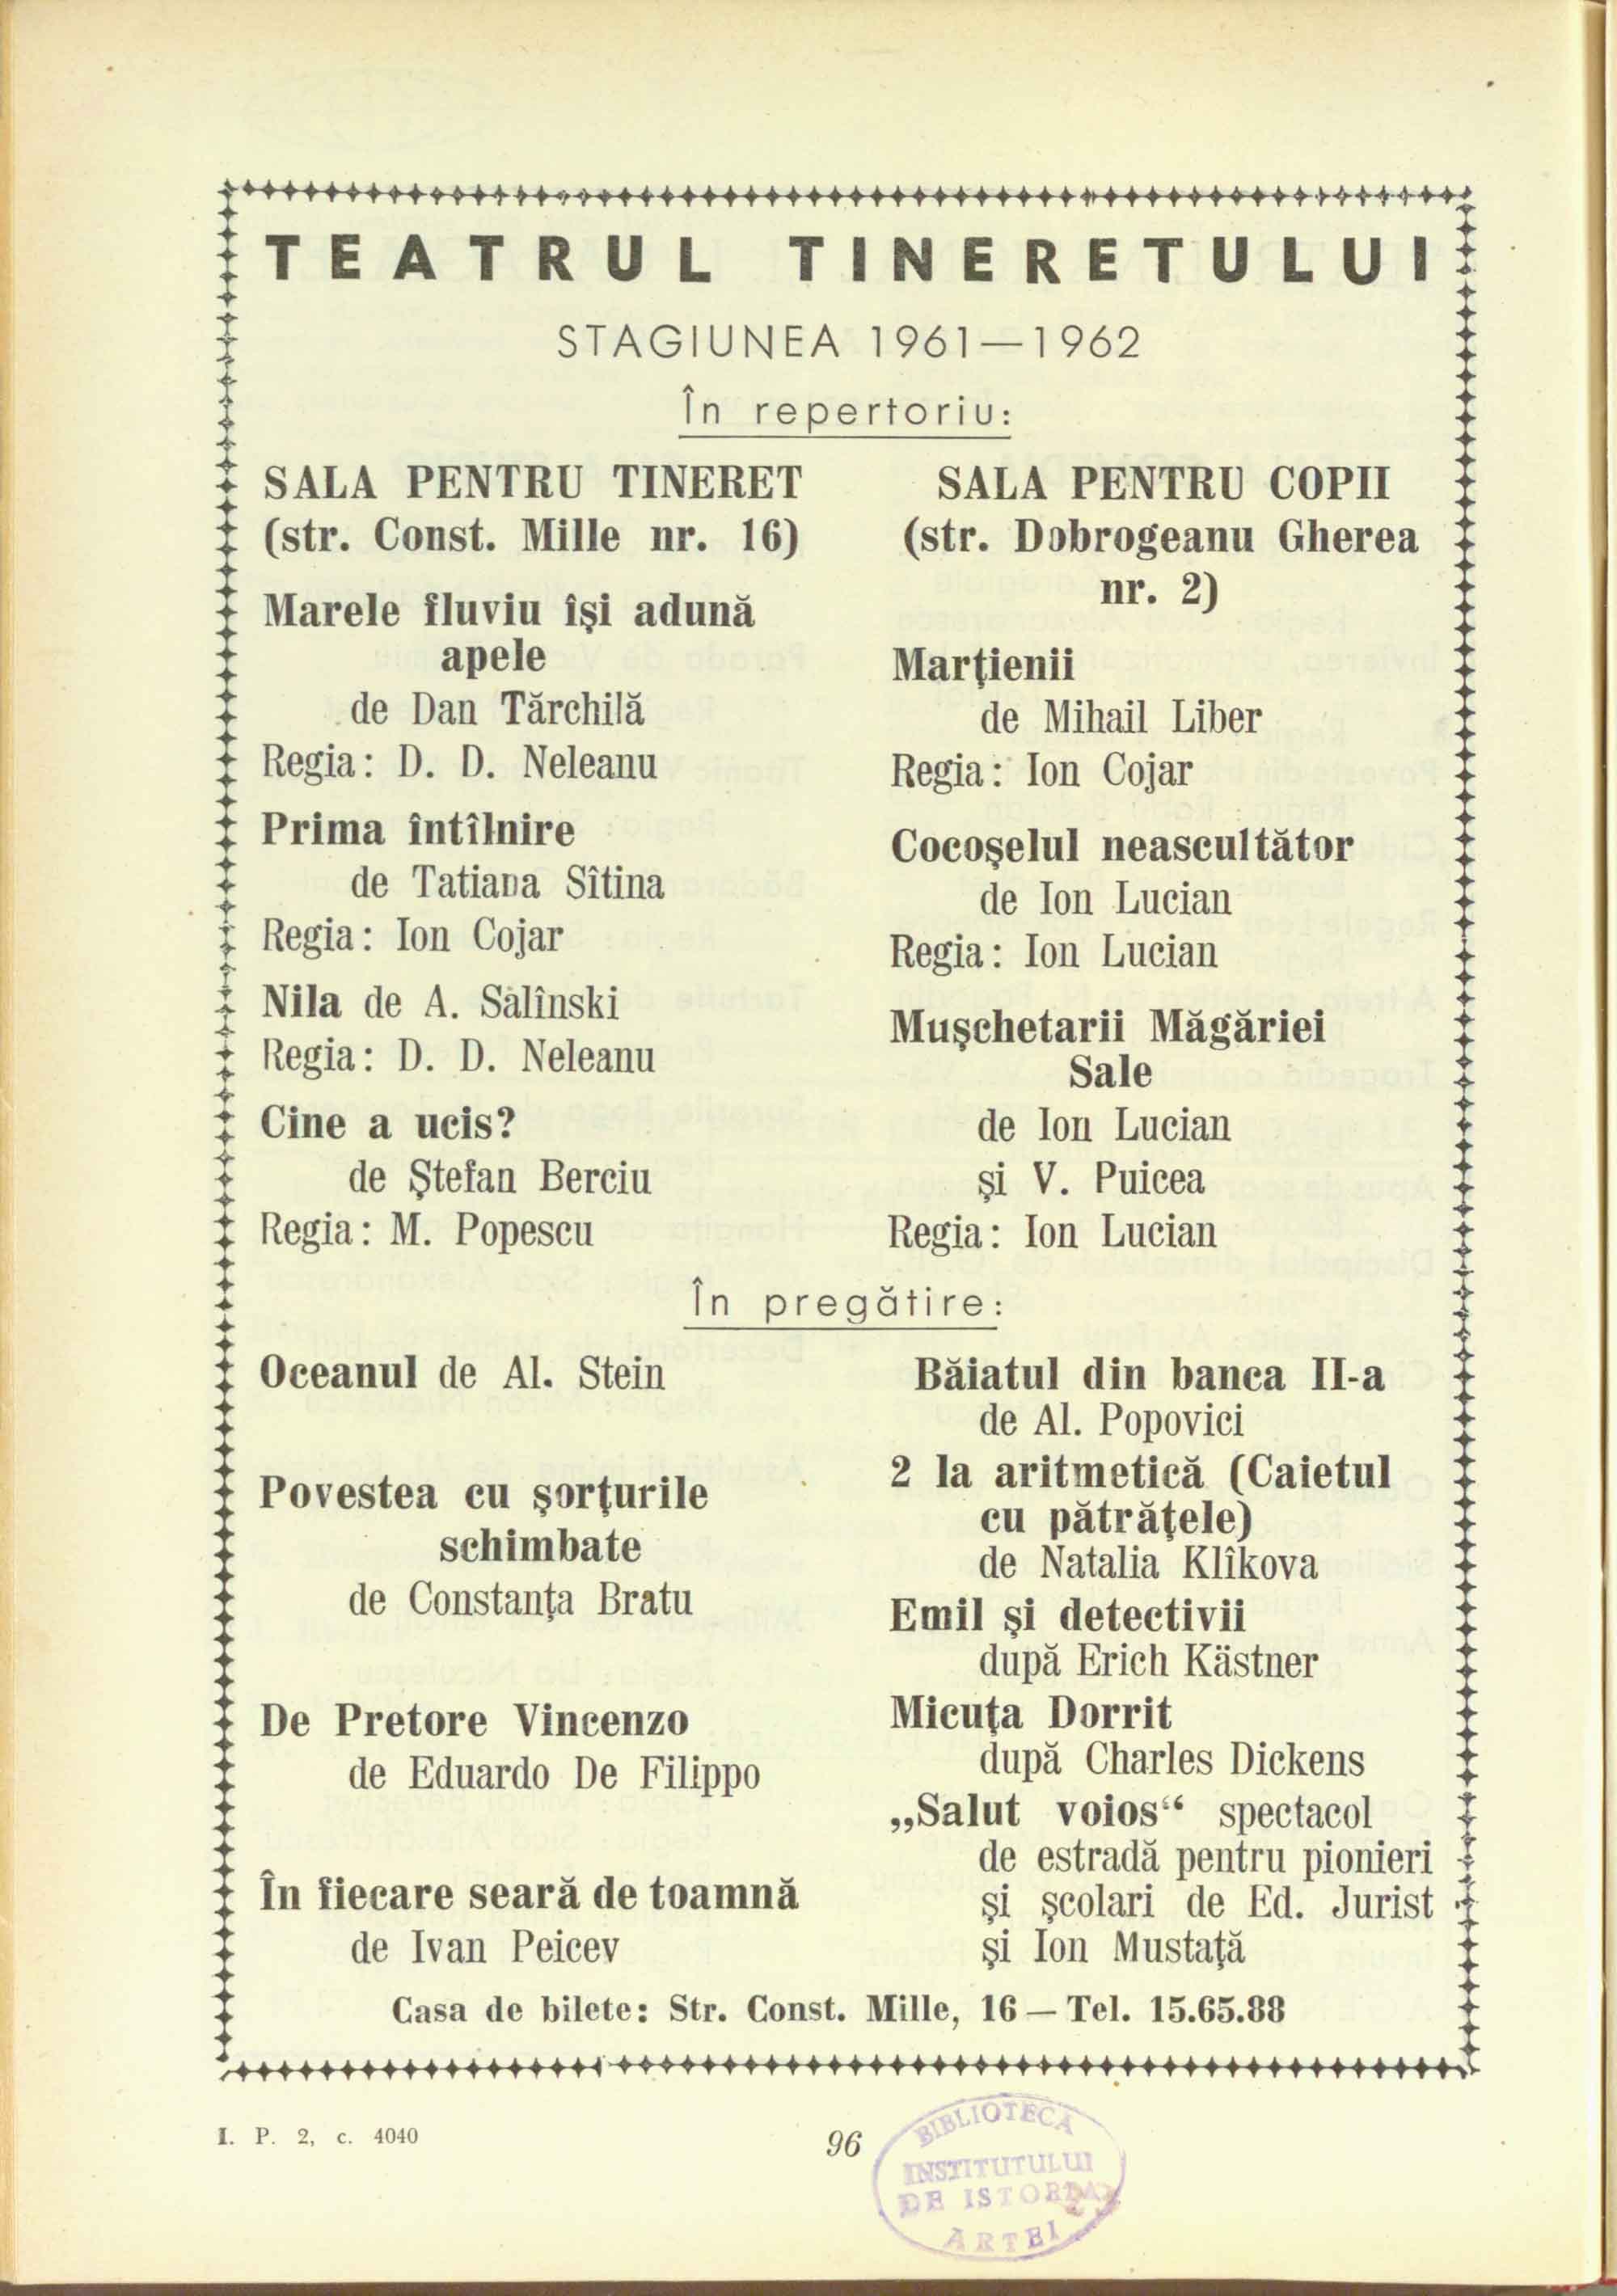 TEATRUL TINERETULUI
STAGIUNEA 1961—1962
În repertoriu:
SALA PENTRU TINERET
(str. Const. Mille nr. 16)
Marele fluviu îşi adună
apele
de Dan Tărchilă
Regia: D. D. Neleanu
Prima întîlnire
de Tatiana Sîtina
Regia: Ion Cojar
Nila de A. Salînski
Regia: D. D. Neleanu
Cine a ucis?
de Ştefan Berciu
Regia: M. Popescu
SALA PENTRU COPII
(str. Dobrogeanu Gherea
nr. 2)
Marţienii
de Mihail Liber
Regia: Ion Cojar
Cocoşelul neascultător
de Ion Lucian
Regia: Ion Lucian
Muşchetarii Măgăriei
Sale
de Ion Lucian
şi V. Puicea
Regia: Ion Lucian
În pregătire:
Oceanul de Al. Stein
Povestea cu şorţurile
schimbate
de Constanţa Bratu
De Pretore Vincenzo
de Eduardo De Filippo
În fiecare seară de toamnă
de Ivan Peicev
Băiatul din banca II-a
de Al. Popovici
2 la aritmetică (Caietul
cu pătrăţele)
de Natalia Klîkova
Emil şi detectivii
după Erich Kästner
Micuţa Dorrit
după Charles Dickens
„Salut voios“ spectacol
de estradă pentru pionieri
şi şcolari de Ed. Jurist
şi Ion Mustaţă
Casa de bilete: Str. Const. Mille, 16 — Tel. 15.65.88
I. P. 2, c. 4040
96
BIBLIOTECA
INSTITUTULUI
DE ISTORIA
ARTEI